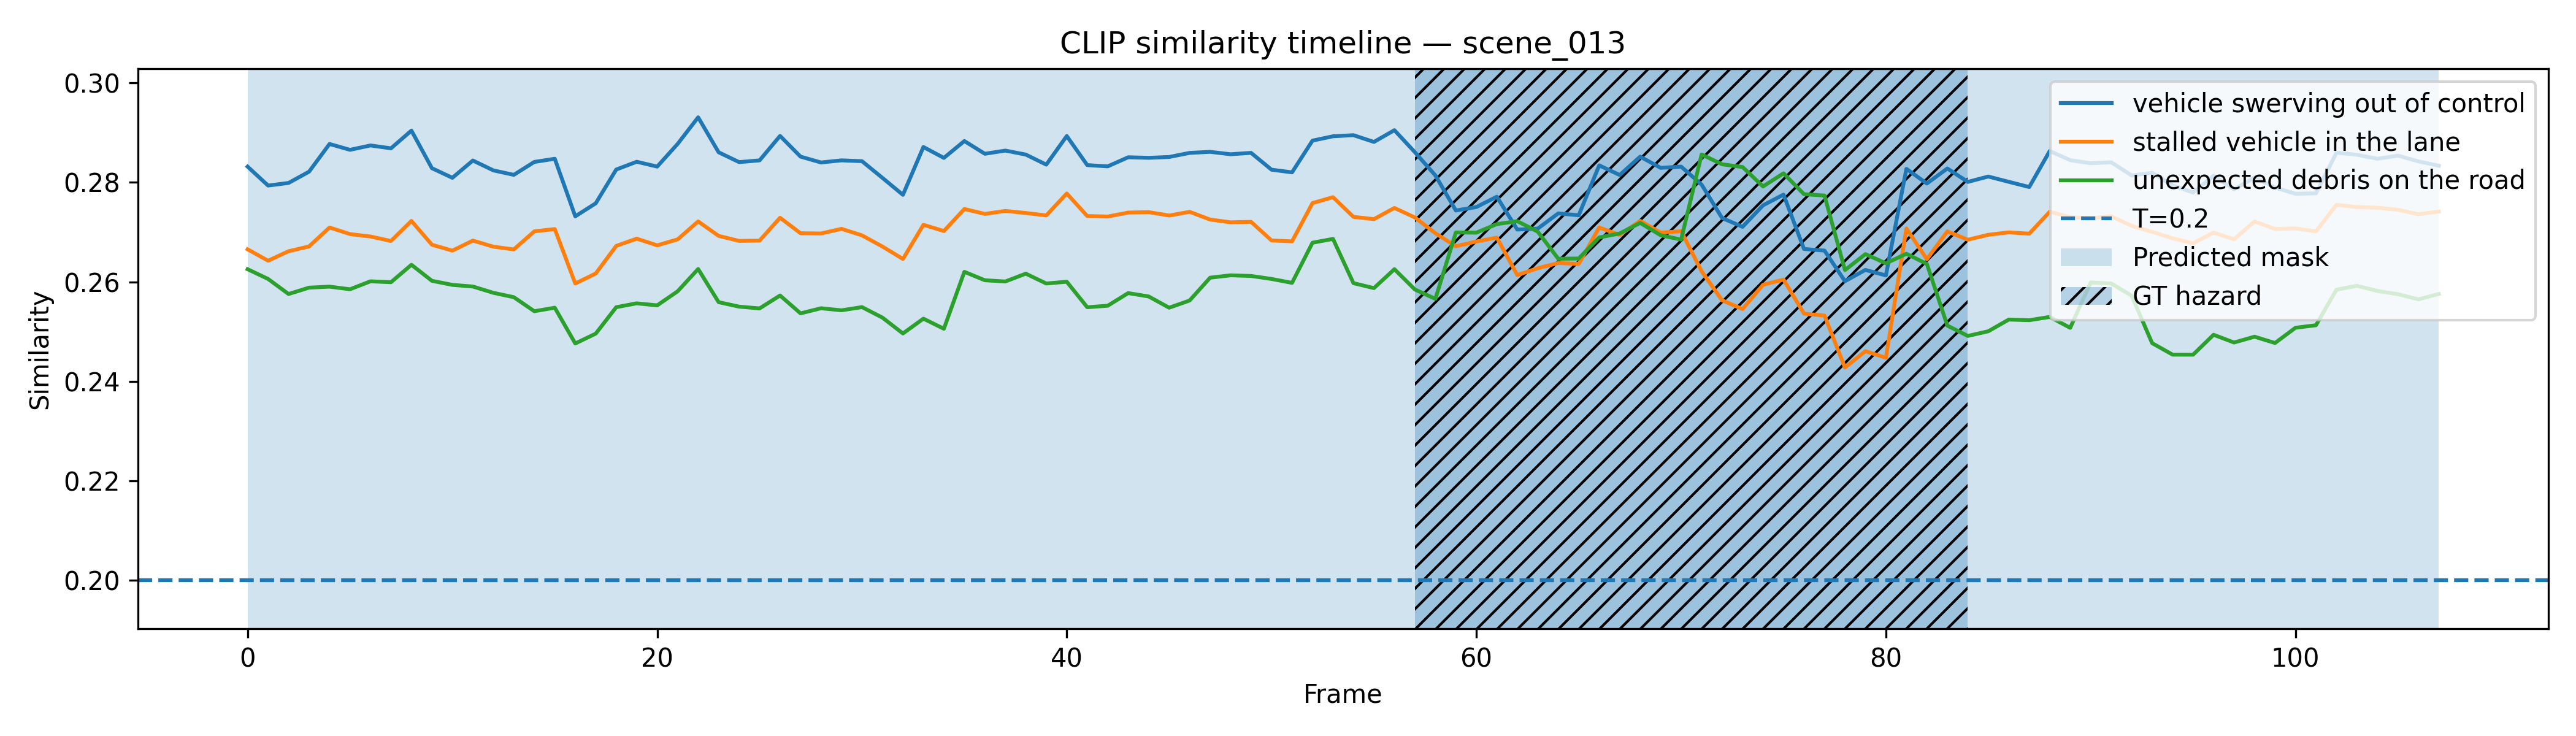 CLIP similarity timeline — scene_013
0.30
0.28
0.26
0.24
0.22
0.20
Similarity
vehicle swerving out of control
stalled vehicle in the lane
unexpected debris on the road
T=0.2
Predicted mask
GT hazard
0 20 40 60 80 100
Frame